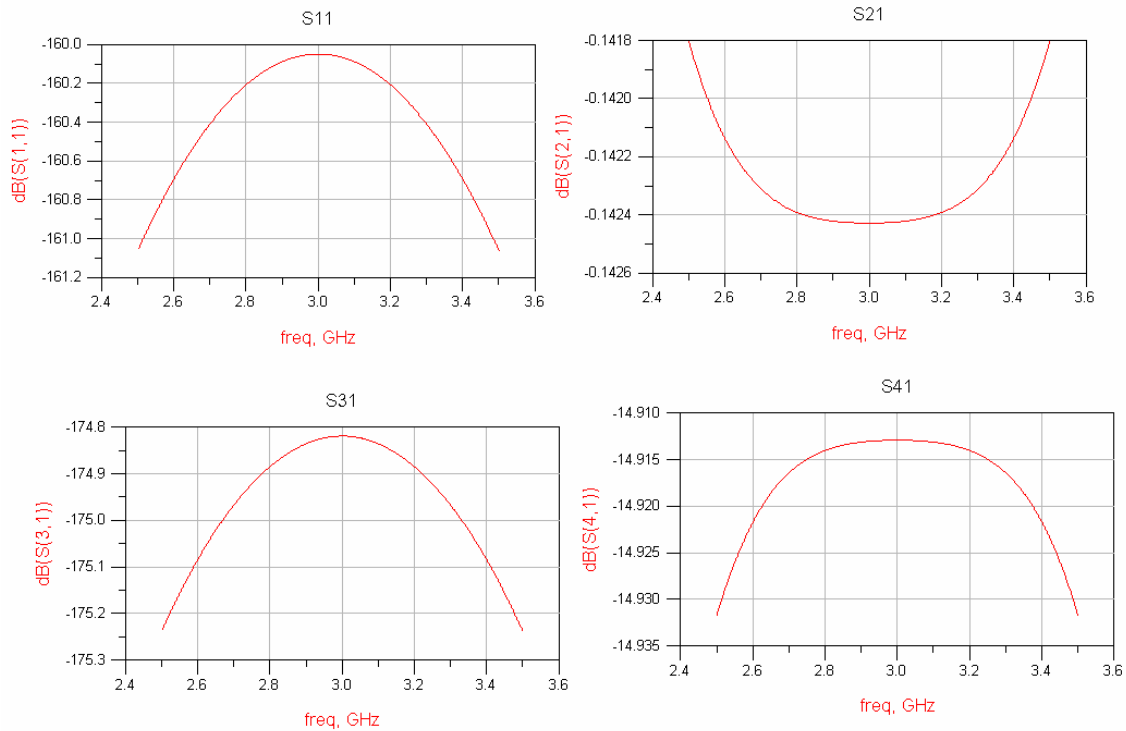 S11
-160.0
-160.2
-160.4
-160.6
-160.8
-161.0
-161.2
dB(S(1,1))
2.4 2.6 2.8 3.0 3.2 3.4 3.6
freq, GHz
S21
-0.1418
-0.1420
-0.1422
-0.1424
-0.1426
dB(S(2,1))
2.4 2.6 2.8 3.0 3.2 3.4 3.6
freq, GHz
S31
-174.8
-174.9
-175.0
-175.1
-175.2
-175.3
dB(S(3,1))
2.4 2.6 2.8 3.0 3.2 3.4 3.6
freq, GHz
S41
-14.910
-14.915
-14.920
-14.925
-14.930
-14.935
dB(S(4,1))
2.4 2.6 2.8 3.0 3.2 3.4 3.6
freq, GHz